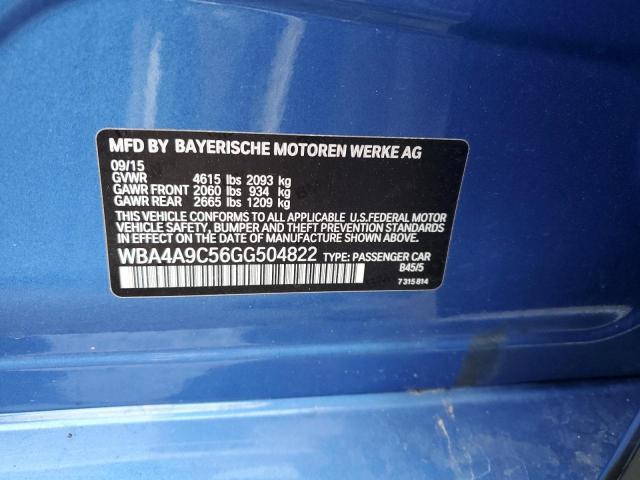 MFD BY BAYERISCHE MOTOREN WERKE AG
09/15
GVWR 4615 lbs 2093 kg
GAWR FRONT 2060 lbs 934 kg
GAWR REAR 2665 lbs 1209 kg
THIS VEHICLE CONFORMS TO ALL APPLICABLE U.S.FEDERAL MOTOR
VEHICLE SAFETY, BUMPER AND THEFT PREVENTION STANDARDS
IN EFFECT ON THE DATE OF MANUFACTURE SHOWN ABOVE.
WBA4A9C56GG504822 TYPE: PASSENGER CAR
B45/5
7 315 814